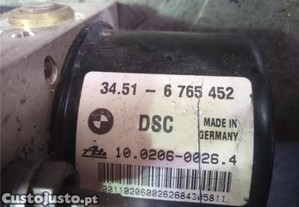 34.51 - 6 765 452
DSC
MADE IN
GERMANY
10.0206-0026.4
CustoJusto.pt